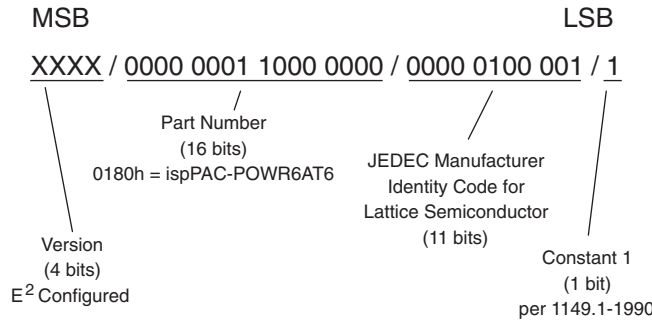 MSB LSB
XXXX / 0000 0001 1000 0000 / 0000 0100 001 / 1
Part Number
(16 bits)
0180h = ispPAC-POWR6AT6
JEDEC Manufacturer
Identity Code for
Lattice Semiconductor
(11 bits)
Version
(4 bits)
E² Configured
Constant 1
(1 bit)
per 1149.1-1990